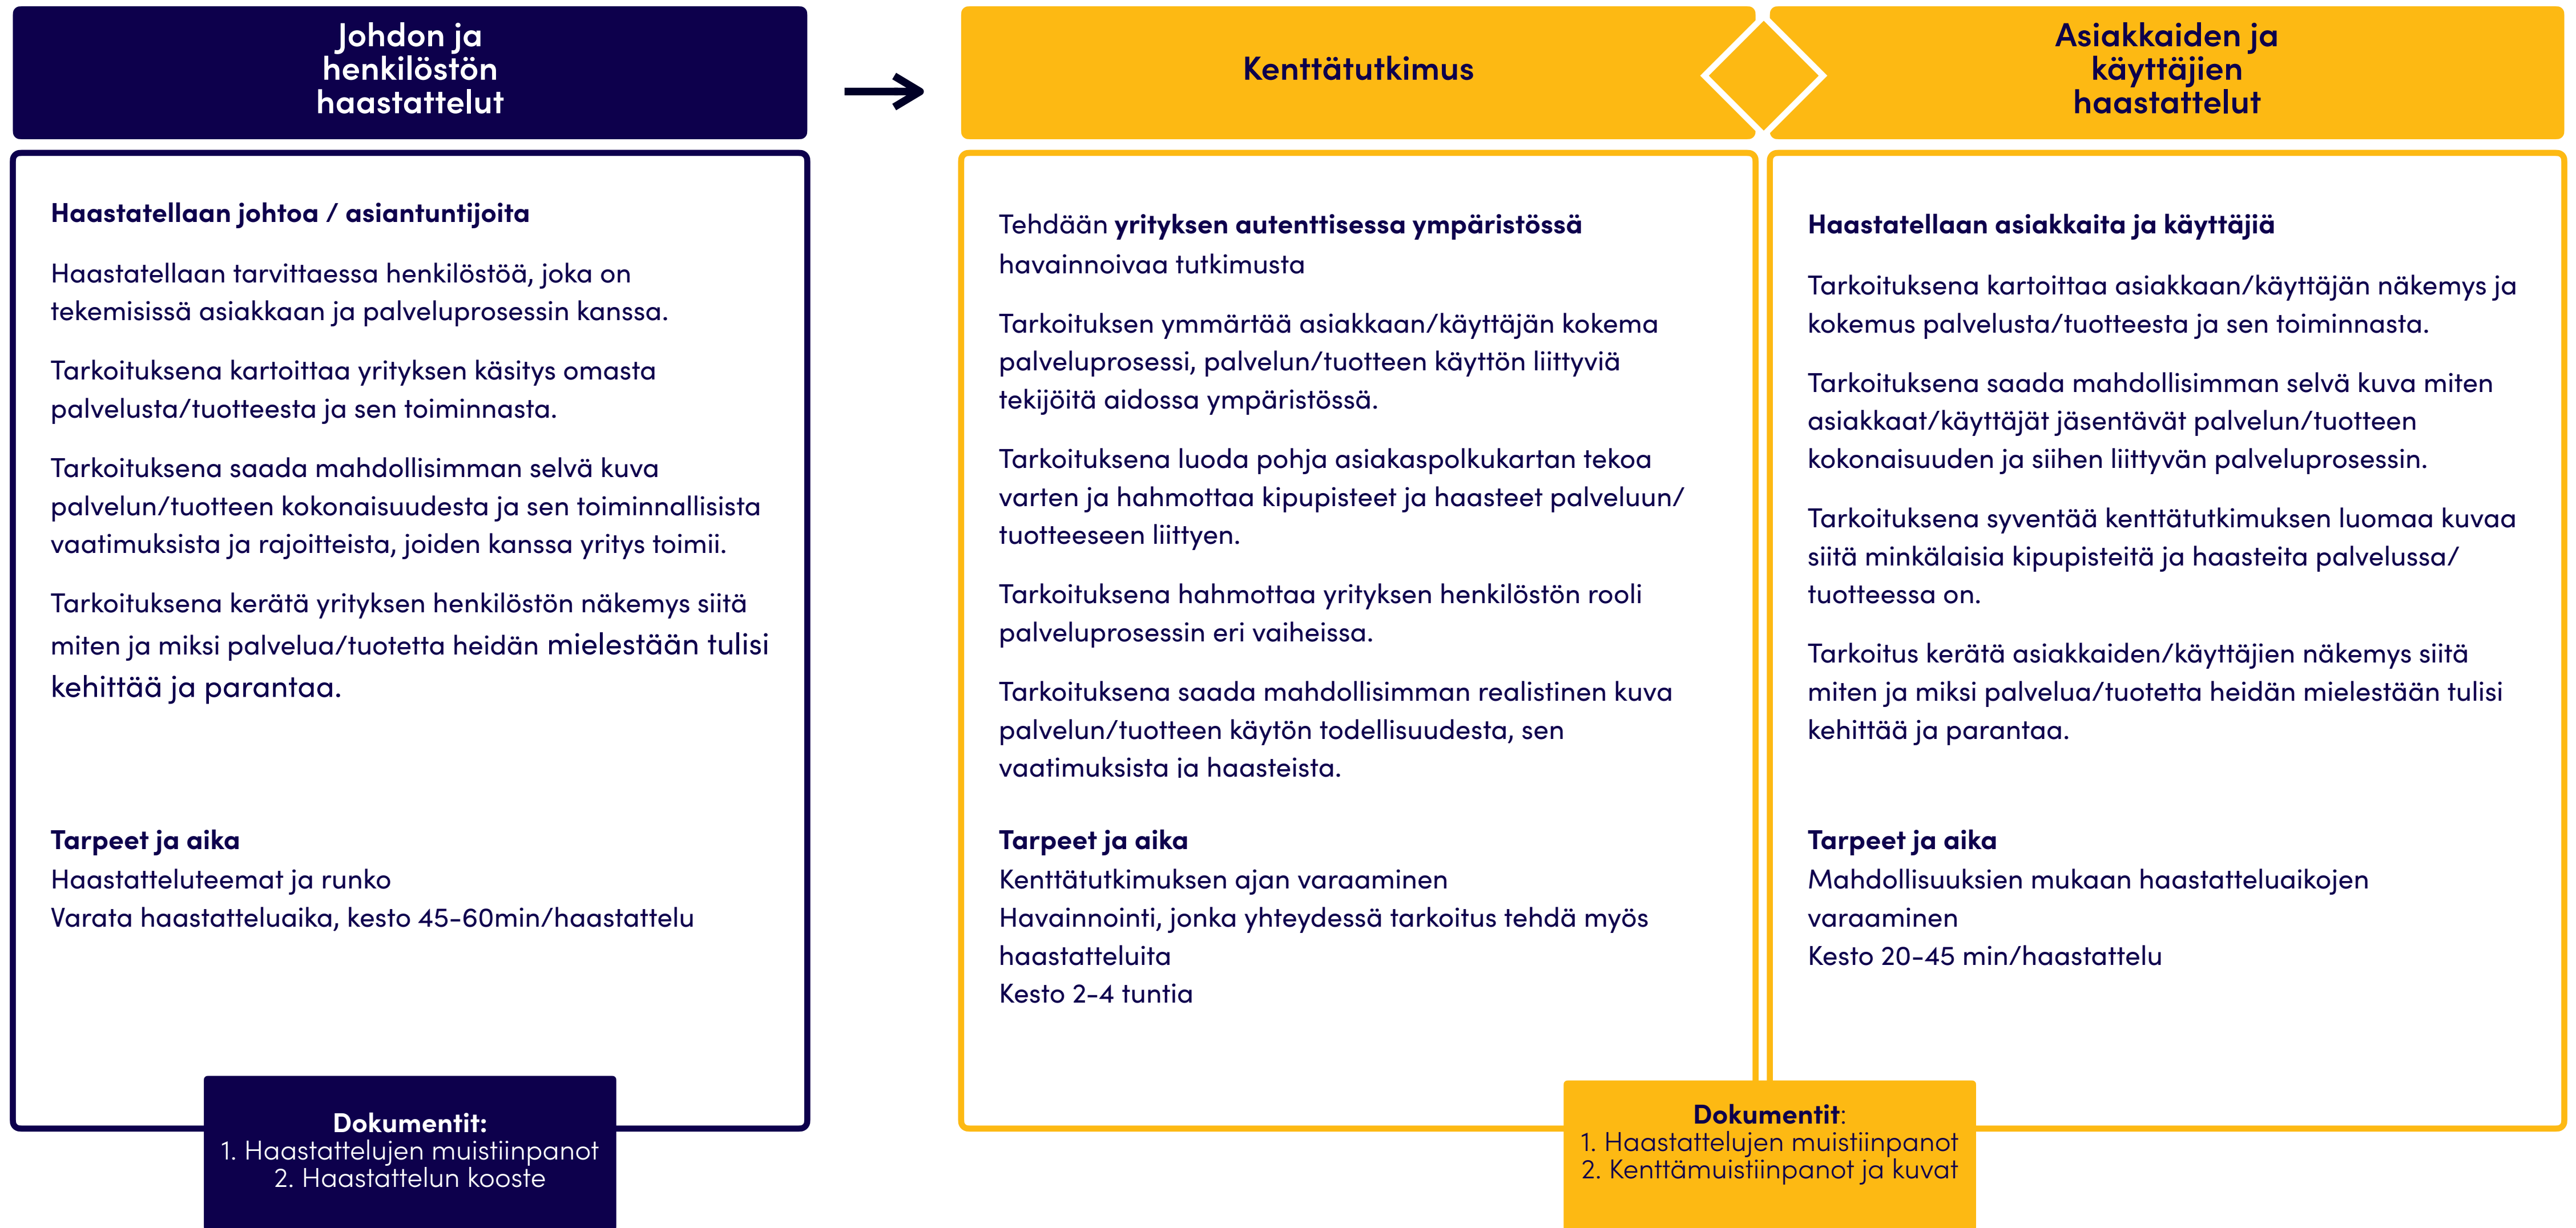 Johdon ja
henkilöstön
haastattelut
Haastatellaan johtoa / asiantuntijoita
Haastatellaan tarvittaessa henkilöstöä, joka on
tekemisissä asiakkaan ja palveluprosessin kanssa.
Tarkoituksena kartoittaa yrityksen käsitys omasta
palvelusta/tuotteesta ja sen toiminnasta.
Tarkoituksena saada mahdollisimman selvä kuva
palvelun/tuotteen kokonaisuudesta ja sen toiminnallisista
vaatimuksista ja rajoitteista, joiden kanssa yritys toimii.
Tarkoituksena kerätä yrityksen henkilöstön näkemys siitä
miten ja miksi palvelua/tuotetta heidän mielestään tulisi
kehittää ja parantaa.
Tarpeet ja aika
Haastatteluteemat ja runko
Varata haastatteluaika, kesto 45-60min/haastattelu
Dokumentit:
1. Haastattelujen muistiinpanot
2. Haastattelun kooste
Kenttätutkimus
Tehdään yrityksen autenttisessa ympäristössä
havainnoivaa tutkimusta
Tarkoituksen ymmärtää asiakkaan/käyttäjän kokema
palveluprosessi, palvelun/tuotteen käyttön liittyviä
tekijöitä aidossa ympäristössä.
Tarkoituksena luoda pohja asiakaspolkukartan tekoa
varten ja hahmottaa kipupisteet ja haasteet palveluun/
tuotteeseen liittyen.
Tarkoituksena hahmottaa yrityksen henkilöstön rooli
palveluprosessin eri vaiheissa.
Tarkoituksena saada mahdollisimman realistinen kuva
palvelun/tuotteen käytön todellisuudesta, sen
vaatimuksista ja haasteista.
Tarpeet ja aika
Kenttätutkimuksen ajan varaaminen
Havainnointi, jonka yhteydessä tarkoitus tehdä myös
haastatteluita
Kesto 2-4 tuntia
Asiakkaiden ja
käyttäjien
haastattelut
Haastatellaan asiakkaita ja käyttäjiä
Tarkoituksena kartoittaa asiakkaan/käyttäjän näkemys ja
kokemus palvelusta/tuotteesta ja sen toiminnasta.
Tarkoituksena saada mahdollisimman selvä kuva miten
asiakkaat/käyttäjät jäsentävät palvelun/tuotteen
kokonaisuuden ja siihen liittyvän palveluprosessin.
Tarkoituksena syventää kenttätutkimuksen luomaa kuvaa
siitä minkälaisia kipupisteitä ja haasteita palvelussa/
tuotteessa on.
Tarkoitus kerätä asiakkaiden/käyttäjien näkemys siitä
miten ja miksi palvelua/tuotetta heidän mielestään tulisi
kehittää ja parantaa.
Tarpeet ja aika
Mahdollisuuksien mukaan haastatteluaikojen
varaaminen
Kesto 20-45 min/haastattelu
Dokumentit:
1. Haastattelujen muistiinpanot
2. Kenttämuistiinpanot ja kuvat